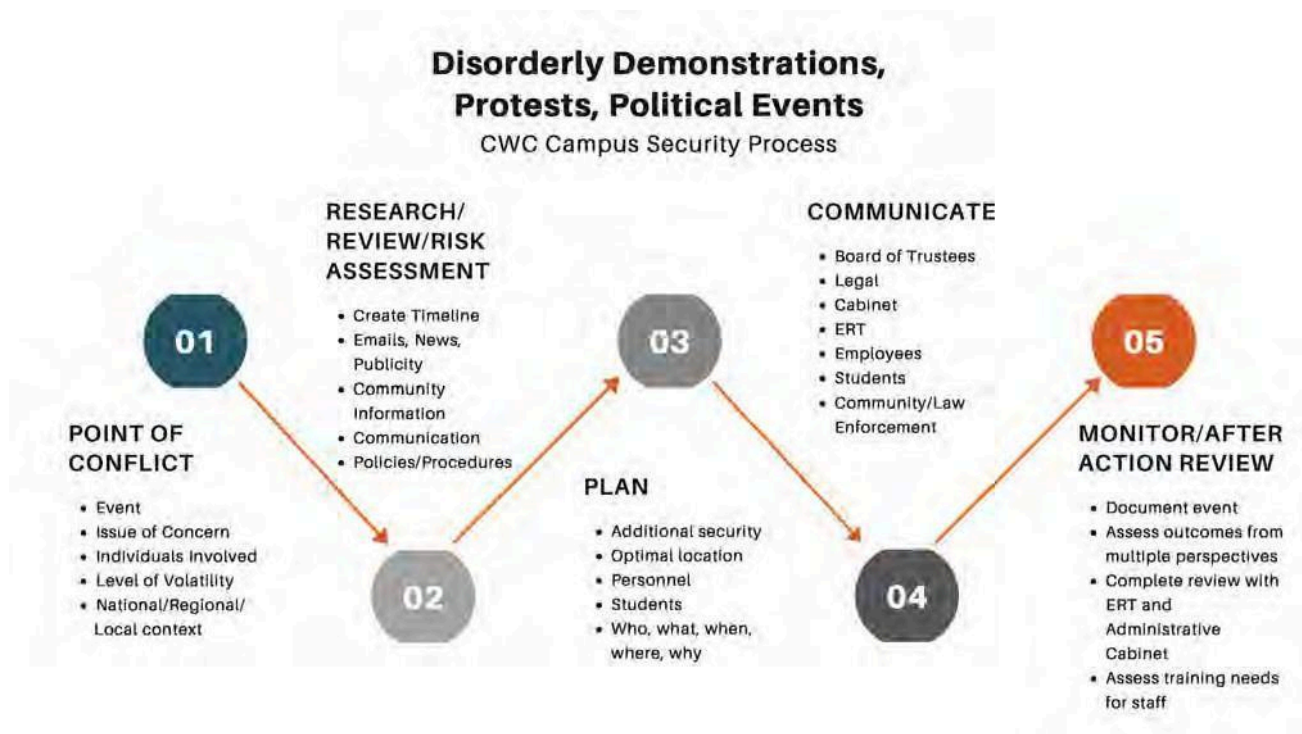 Disorderly Demonstrations,
Protests, Political Events
CWC Campus Security Process
01
POINT OF
CONFLICT
• Event
• Issue of Concern
• Individuals Involved
• Level of Volatility
• National/Regional/
Local context
RESEARCH/
REVIEW/RISK
ASSESSMENT
• Create Timeline
• Emails, News,
Publicity
• Community
Information
• Communication
• Policies/Procedures
02
03
PLAN
• Additional security
• Optimal location
• Personnel
• Students
• Who, what, when,
where, why
COMMUNICATE
• Board of Trustees
• Legal
• Cabinet
• ERT
• Employees
• Students
• Community/Law
Enforcement
04
05
MONITOR/AFTER
ACTION REVIEW
• Document event
• Assess outcomes from
multiple perspectives
• Complete review with
ERT and
Administrative
Cabinet
• Assess training needs
for staff